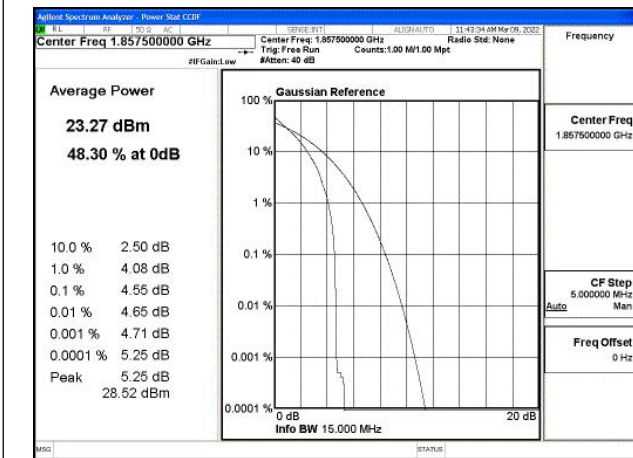 Agilent Spectrum Analyzer - Power Stat CCDF
RL RF 50 Ω AC SENSE:INT ALIGNAUTO 11:43:34 AM Mar 09, 2022
Center Freq 1.857500000 GHz
Center Freq: 1.857500000 GHz Radio Std: None
Trig: Free Run Counts:1.00 M/1.00 Mpt
#IFGain:Low #Atten: 40 dB
Frequency
Average Power
23.27 dBm
48.30 % at 0dB
10.0 % 2.50 dB
1.0 % 4.08 dB
0.1 % 4.55 dB
0.01 % 4.65 dB
0.001 % 4.71 dB
0.0001 % 5.25 dB
Peak 5.25 dB
28.52 dBm
Gaussian Reference
100 %
10 %
1 %
0.1 %
0.01 %
0.001 %
0.0001 %
0 dB 20 dB
Info BW 15.000 MHz
Center Freq
1.857500000 GHz
CF Step
5.000000 MHz
Auto Man
Freq Offset
0 Hz
MSG STATUS